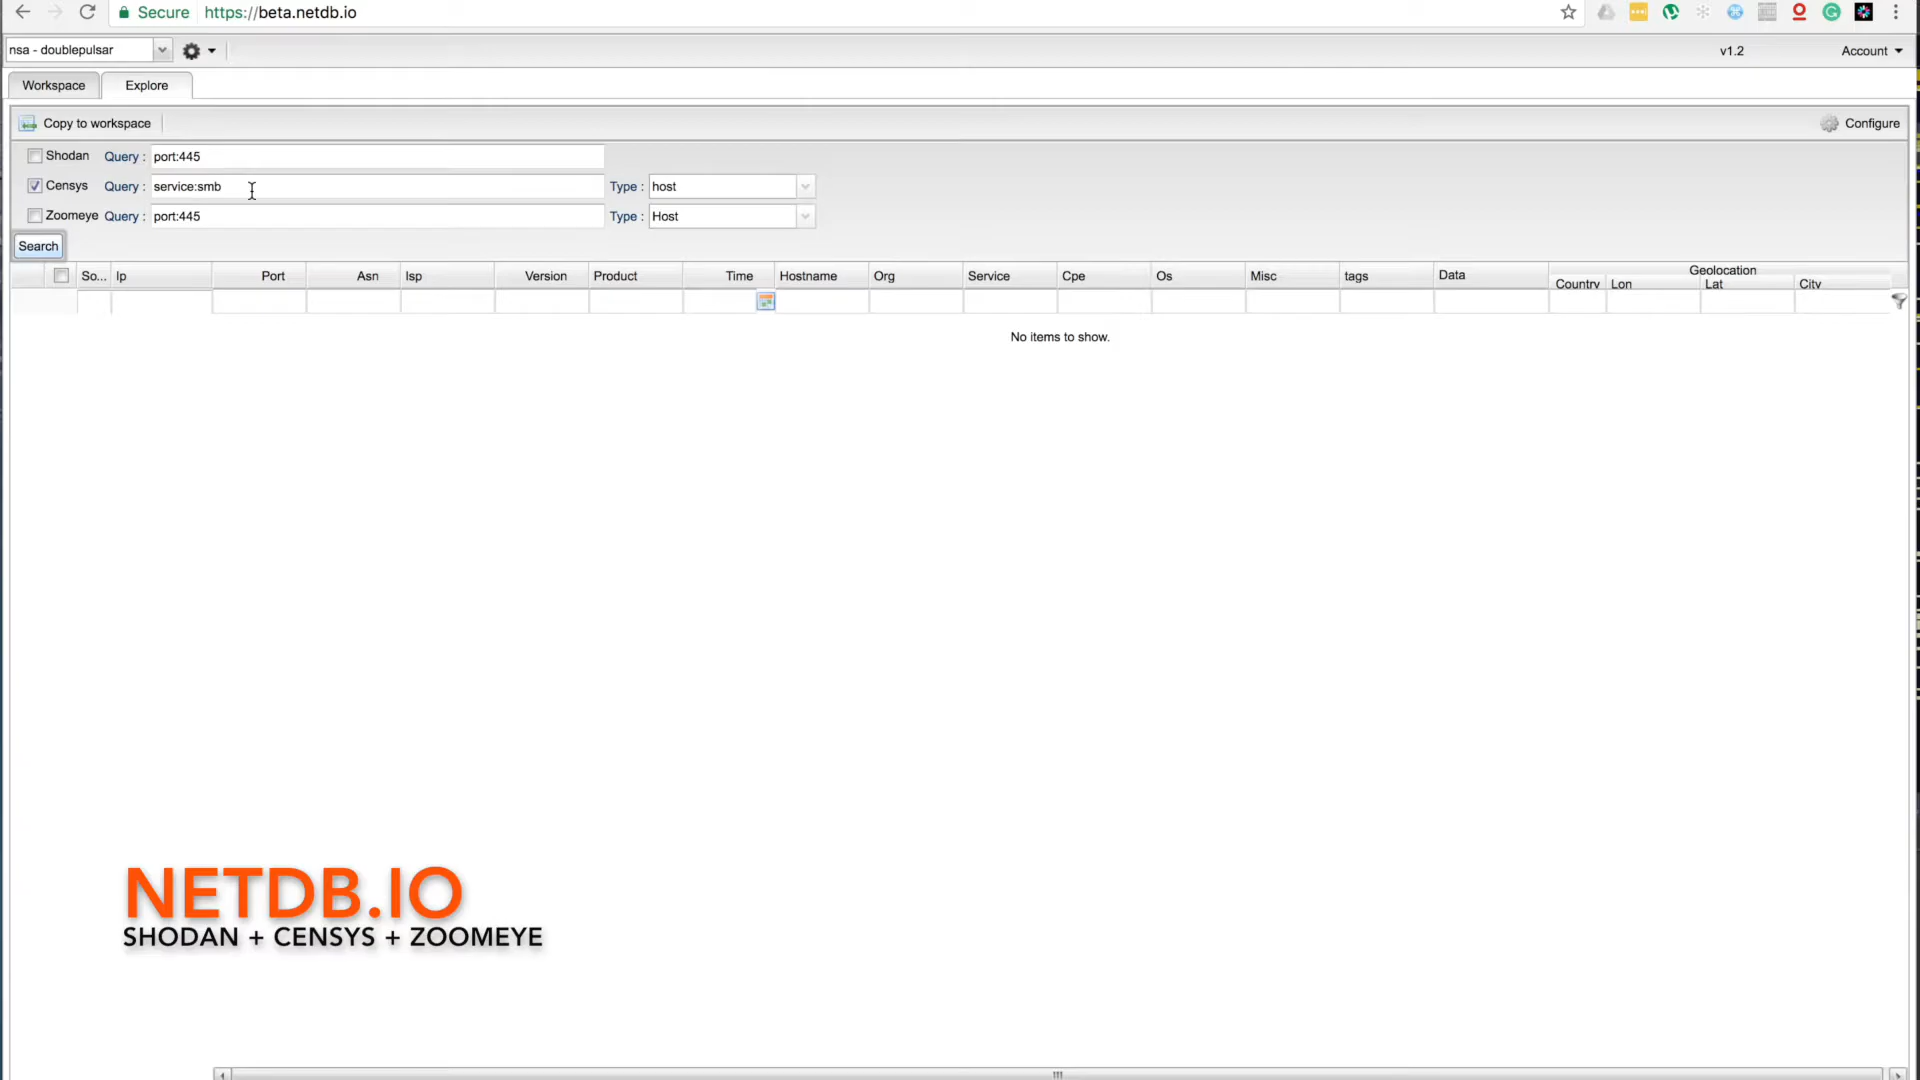 Secure https://beta.netdb.io
nsa - doublepulsar v1.2 Account
Workspace Explore
Copy to workspace Configure
Shodan Query : port:445
Censys Query : service:smb Type : host
Zoomeye Query : port:445 Type : Host
Search
So... Ip Port Asn Isp Version Product Time Hostname Org Service Cpe Os Misc tags Data Geolocation
Country Lon Lat City
No items to show.
NETDB.IO
SHODAN + CENSYS + ZOOMEYE